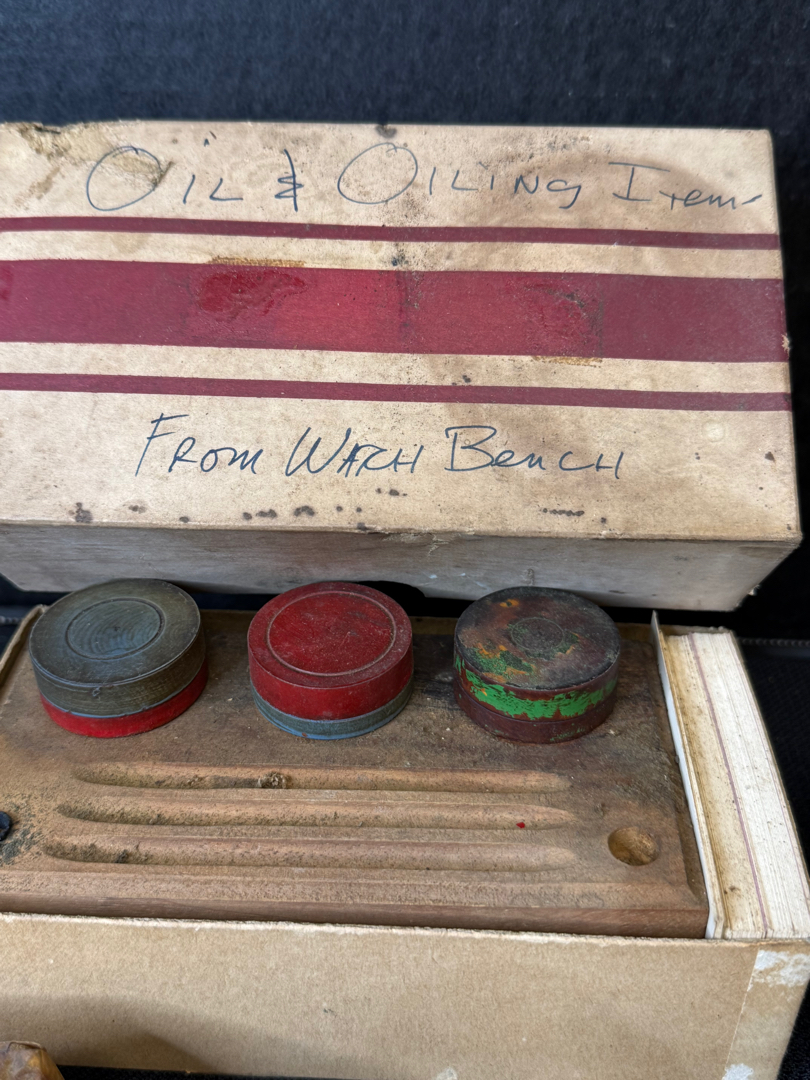 OIL & OILING Items
FROM WATCH BENCH